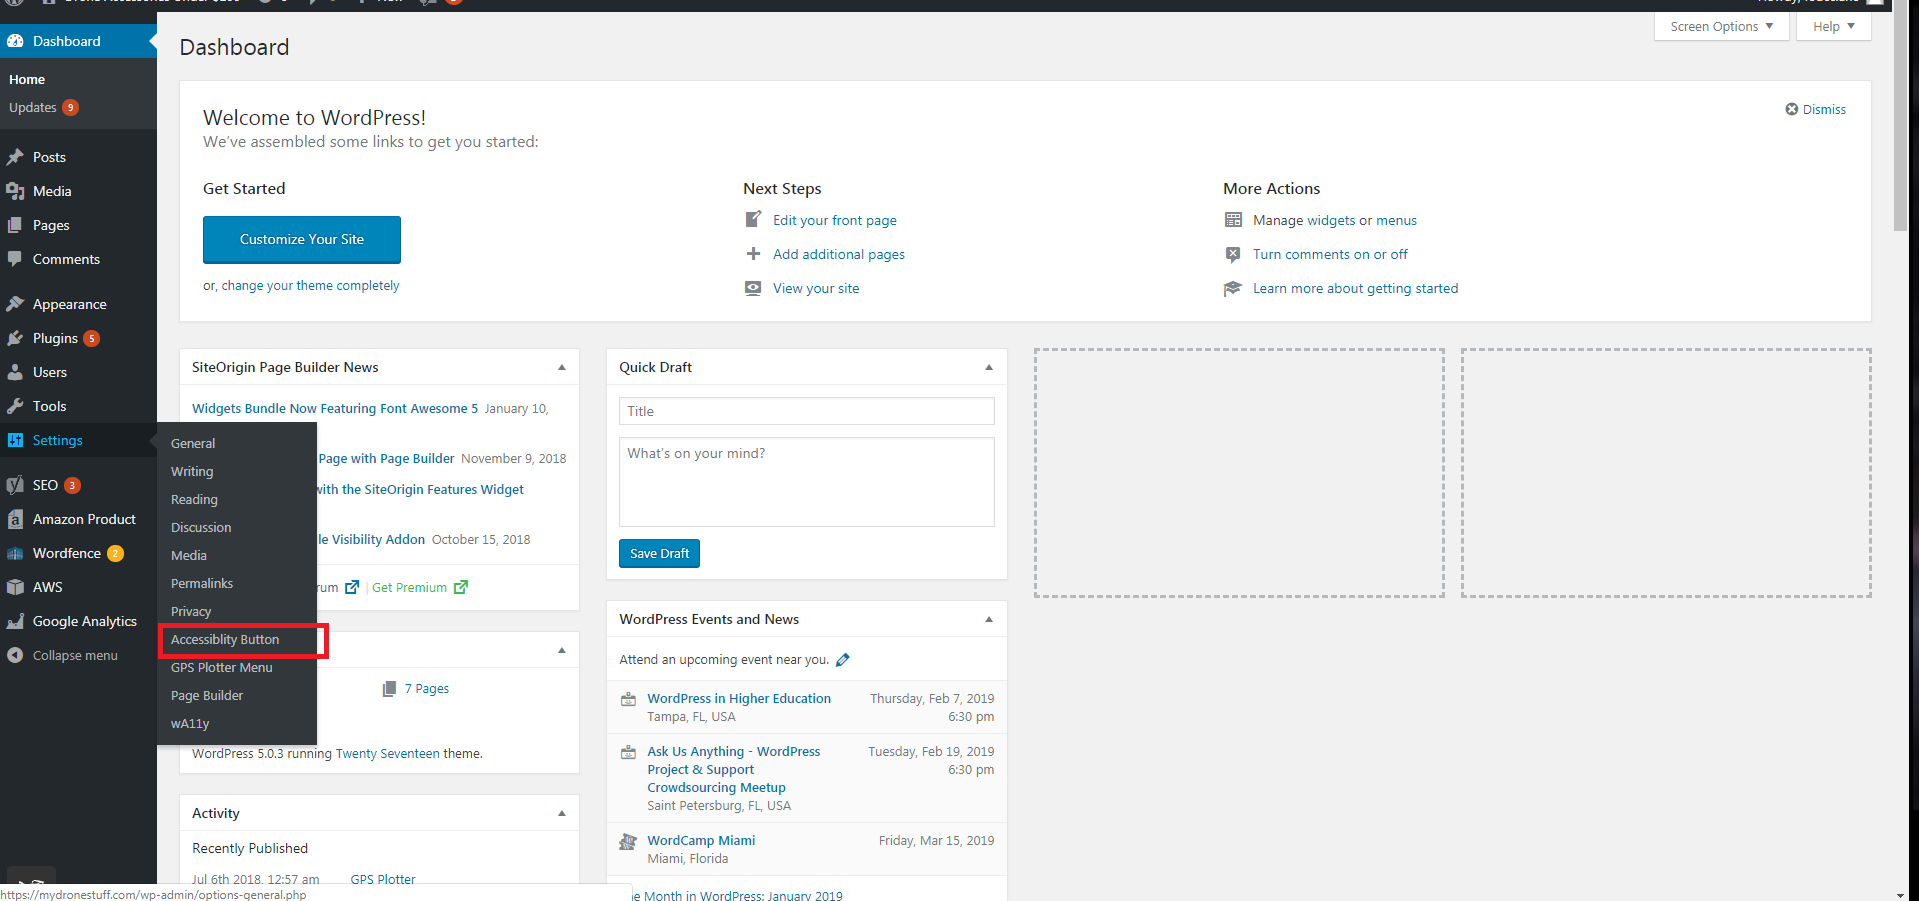 Dashboard
Home
Updates 9
Posts
Media
Pages
Comments
Appearance
Plugins 5
Users
Tools
Settings
SEO 3
Amazon Product
Wordfence 2
AWS
Google Analytics
Collapse menu
General
Writing
Reading
Discussion
Media
Permalinks
Privacy
Accessiblity Button
GPS Plotter Menu
Page Builder
wA11y
Dashboard
Screen Options
Help
Welcome to WordPress!
We've assembled some links to get you started:
Dismiss
Get Started
Customize Your Site
or, change your theme completely
Next Steps
Edit your front page
Add additional pages
View your site
More Actions
Manage widgets or menus
Turn comments on or off
Learn more about getting started
SiteOrigin Page Builder News
Widgets Bundle Now Featuring Font Awesome 5 January 10,
Page with Page Builder November 9, 2018
with the SiteOrigin Features Widget
le Visibility Addon October 15, 2018
rum | Get Premium
7 Pages
WordPress 5.0.3 running Twenty Seventeen theme.
Activity
Recently Published
Jul 6th 2018, 12:57 am GPS Plotter
Quick Draft
Title
What's on your mind?
Save Draft
WordPress Events and News
Attend an upcoming event near you.
WordPress in Higher Education Thursday, Feb 7, 2019
Tampa, FL, USA 6:30 pm
Ask Us Anything - WordPress Tuesday, Feb 19, 2019
Project & Support 6:30 pm
Crowdsourcing Meetup
Saint Petersburg, FL, USA
WordCamp Miami Friday, Mar 15, 2019
Miami, Florida
e Month in WordPress: January 2019
https://mydronestuff.com/wp-admin/options-general.php